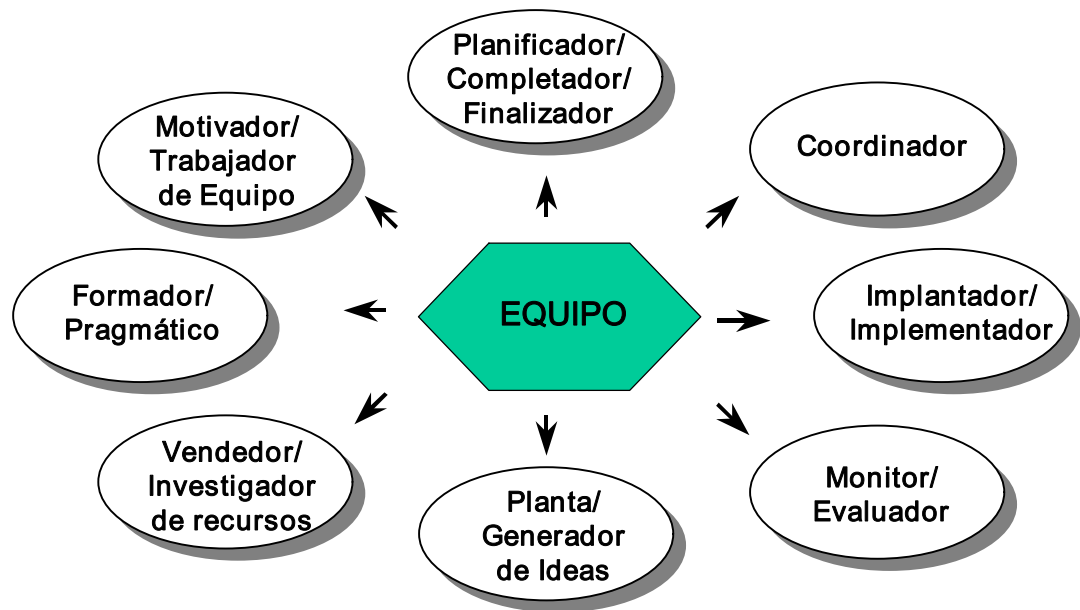 Planificador/
Completador/
Finalizador
Motivador/
Trabajador
de Equipo
Coordinador
Formador/
Pragmático
EQUIPO
Implantador/
Implementador
Vendedor/
Investigador
de recursos
Planta/
Generador
de Ideas
Monitor/
Evaluador